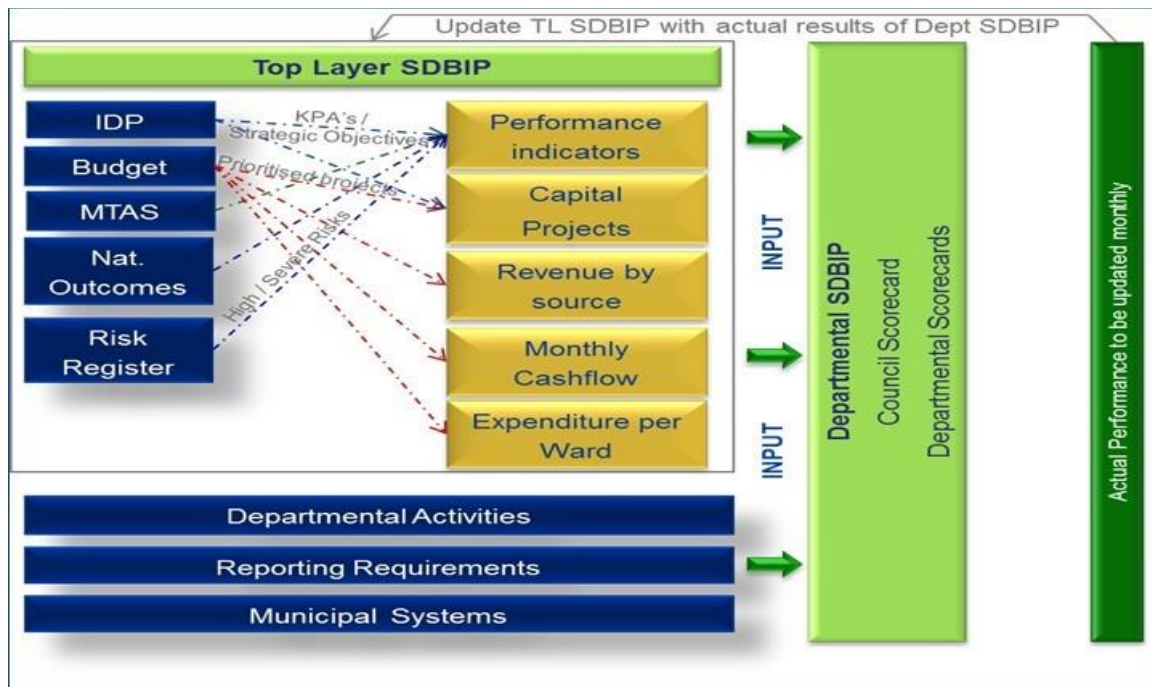 Update TL SDBIP with actual results of Dept SDBIP
Top Layer SDBIP
IDP
Budget
MTAS
Nat.
Outcomes
Risk
Register
KPA's /
Strategic Objectives
Prioritised projects
High / Severe Risks
Performance
indicators
Capital
Projects
Revenue by
source
Monthly
Cashflow
Expenditure per
Ward
INPUT
INPUT
Departmental SDBIP
Council Scorecard
Departmental Scorecards
Actual Performance to be updated monthly
Departmental Activities
Reporting Requirements
Municipal Systems